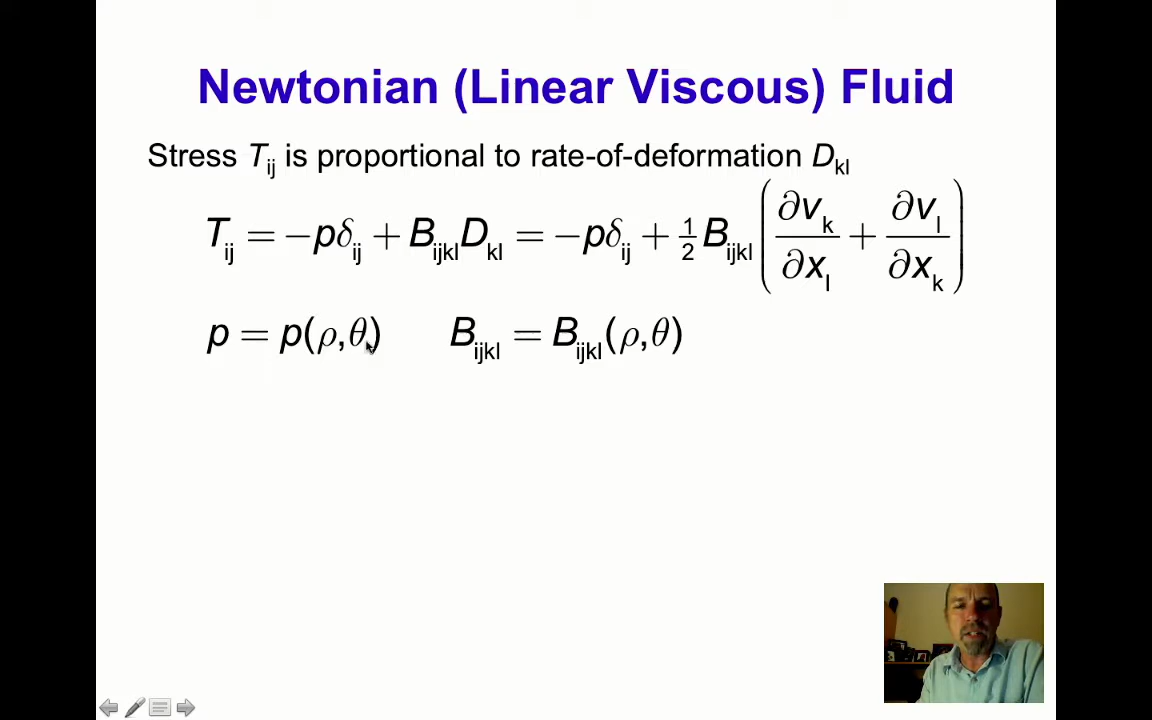 Newtonian (Linear Viscous) Fluid
Stress T_ij is proportional to rate-of-deformation D_kl
T_ij = −pδ_ij + B_ijkl D_kl = −pδ_ij + ½ B_ijkl (∂v_k/∂x_l + ∂v_l/∂x_k)
p = p(ρ,θ) B_ijkl = B_ijkl(ρ,θ)